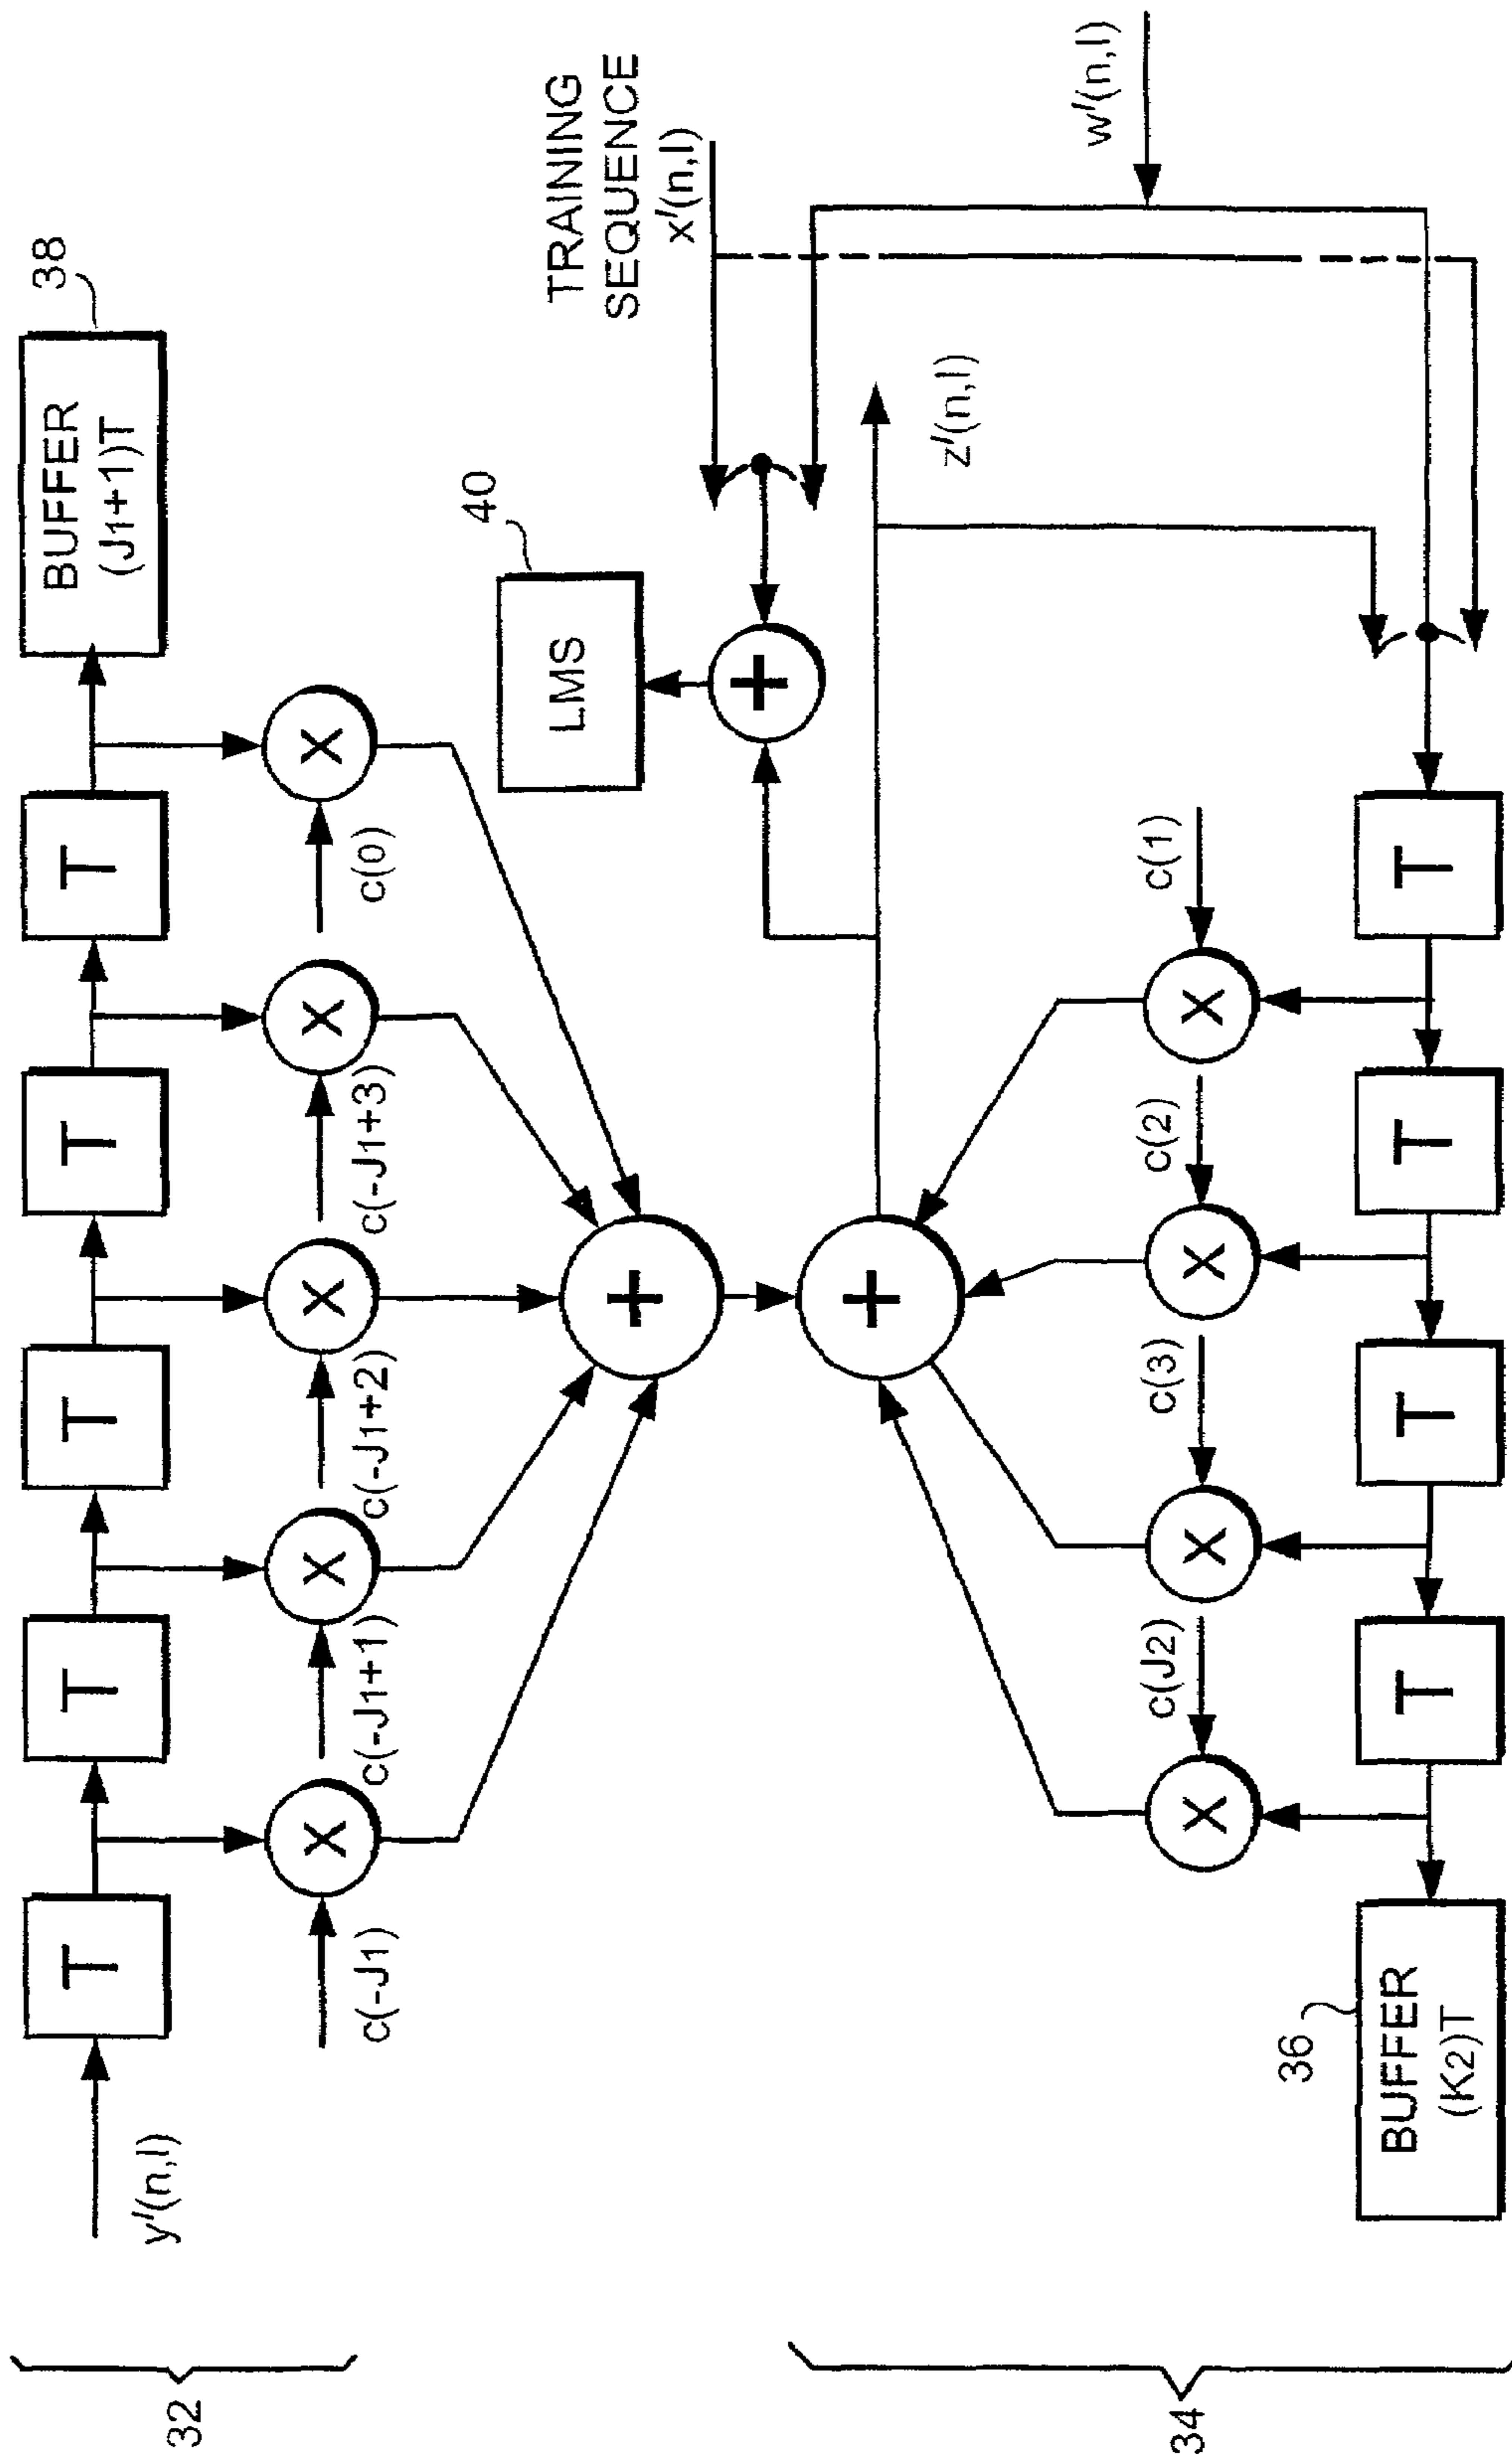 32
y'(n,l)
T
T
T
T
T
BUFFER
(J1+1)T
38
c(-J1)
X
c(-J1+1)
X
c(-J1+2)
X
c(-J1+3)
X
c(0)
X
+
LMS
40
+
TRAINING
SEQUENCE
x'(n,l)
+
z'(n,l)
w'(n,l)
34
X
c(J2)
X
c(3)
X
c(2)
X
c(1)
36
BUFFER
(K2)T
T
T
T
T